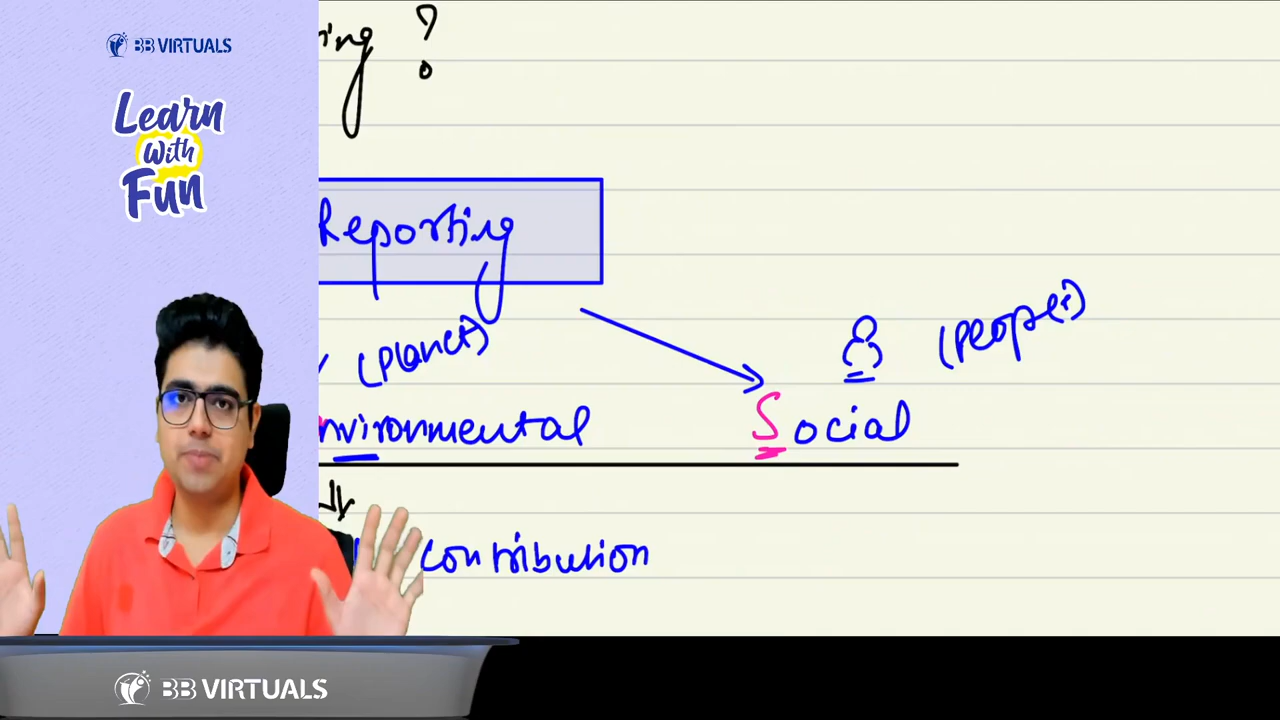 BB VIRTUALS
Learn
With
Fun
ing ?
Reporting
(Planet)
(People)
nvironmental
Social
contribution
BB VIRTUALS